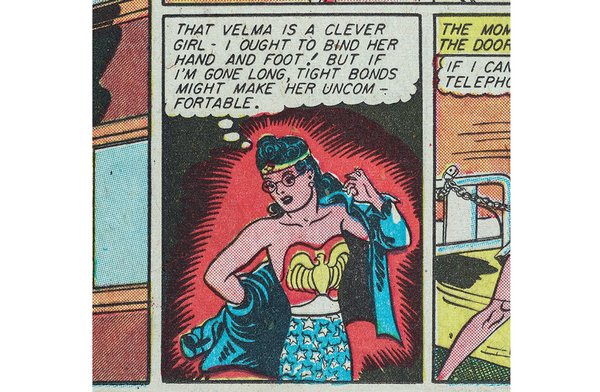 THAT VELMA IS A CLEVER
GIRL - I OUGHT TO BIND HER
HAND AND FOOT! BUT IF
I'M GONE LONG, TIGHT BONDS
MIGHT MAKE HER UNCOM -
FORTABLE.
THE MOM
THE DOOR
IF I CAN
TELEPHO